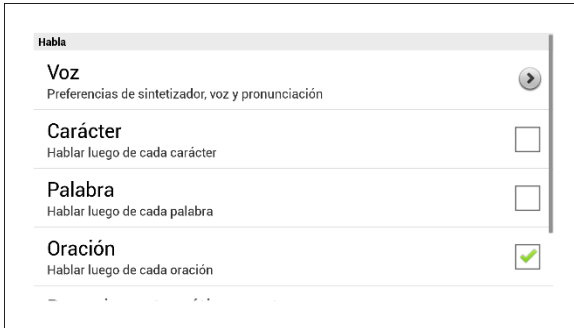 Habla
Voz
Preferencias de sintetizador, voz y pronunciación
Carácter
Hablar luego de cada carácter
Palabra
Hablar luego de cada palabra
Oración
Hablar luego de cada oración